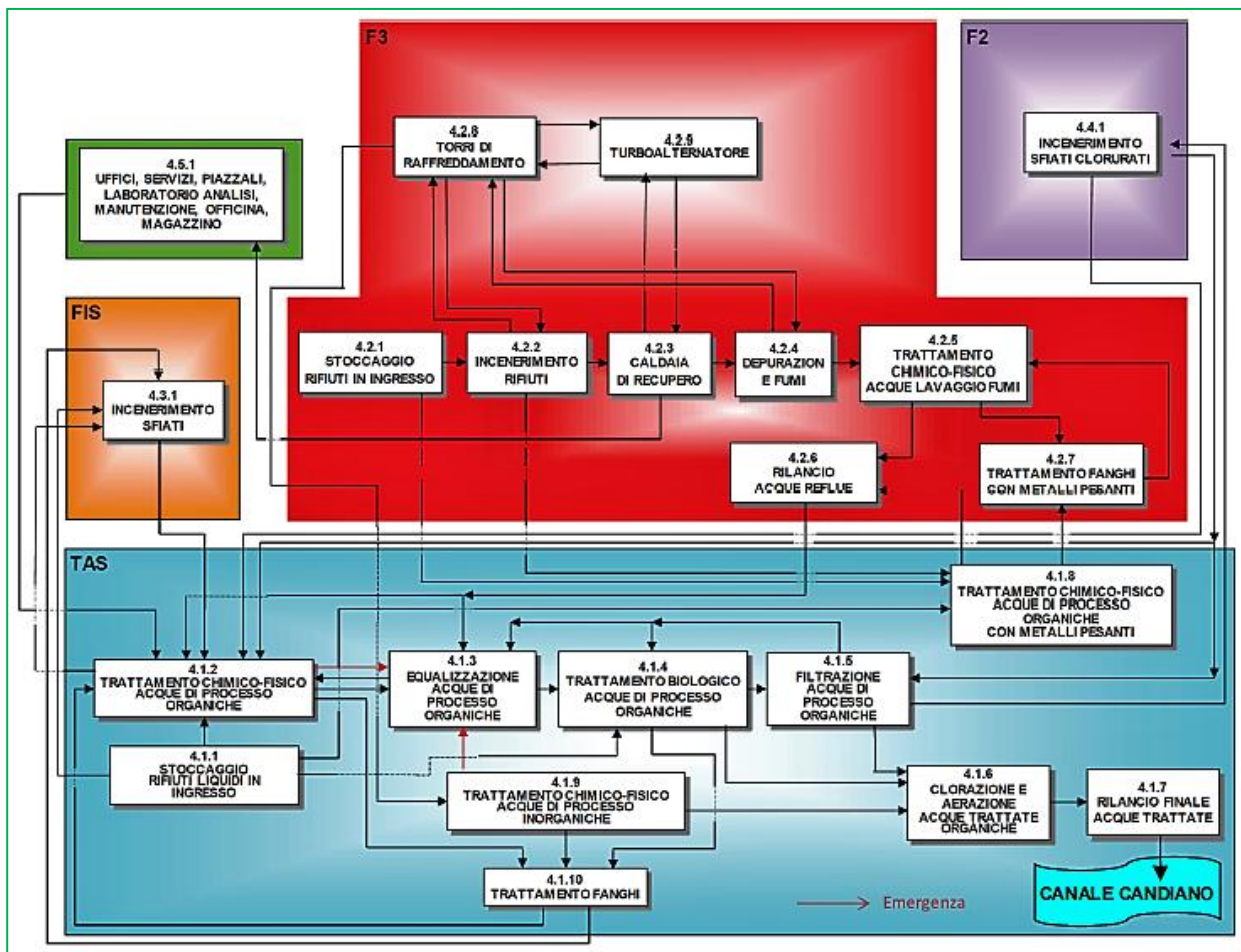 F3
F2
4.2.8
TORRI DI
RAFFREDDAMENTO
4.2.9
TURBOALTERNATORE
4.4.1
INCENERIMENTO
SFIATI CLORURATI
4.5.1
UFFICI, SERVIZI, PIAZZALI,
LABORATORIO ANALISI,
MANUTENZIONE, OFFICINA,
MAGAZZINO
FIS
4.2.1
STOCCAGGIO
RIFIUTI IN INGRESSO
4.2.2
INCENERIMENTO
RIFIUTI
4.2.3
CALDAIA
DI RECUPERO
4.2.4
DEPURAZION
E FUMI
4.2.5
TRATTAMENTO
CHIMICO-FISICO
ACQUE LAVAGGIO FUMI
4.3.1
INCENERIMENTO
SFIATI
4.2.6
RILANCIO
ACQUE REFLUE
4.2.7
TRATTAMENTO FANGHI
CON METALLI PESANTI
TAS
4.1.8
TRATTAMENTO CHIMICO-FISICO
ACQUE DI PROCESSO
ORGANICHE
CON METALLI PESANTI
4.1.2
TRATTAMENTO CHIMICO-FISICO
ACQUE DI PROCESSO
ORGANICHE
4.1.3
EQUALIZZAZIONE
ACQUE DI
PROCESSO
ORGANICHE
4.1.4
TRATTAMENTO BIOLOGICO
ACQUE DI PROCESSO
ORGANICHE
4.1.5
FILTRAZIONE
ACQUE DI
PROCESSO
ORGANICHE
4.1.1
STOCCAGGIO
RIFIUTI LIQUIDI IN
INGRESSO
4.1.9
TRATTAMENTO CHIMICO-FISICO
ACQUE DI PROCESSO
INORGANICHE
4.1.6
CLORAZIONE E
AERAZIONE
ACQUE TRATTATE
ORGANICHE
4.1.7
RILANCIO FINALE
ACQUE TRATTATE
4.1.10
TRATTAMENTO FANGHI
Emergenza
CANALE CANDIANO